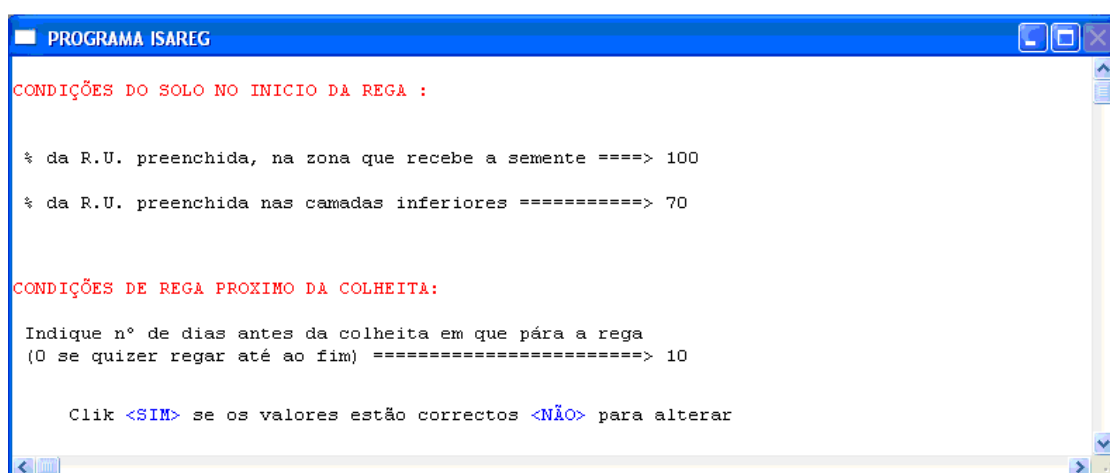 PROGRAMA ISAREG
CONDIÇÕES DO SOLO NO INICIO DA REGA :
% da R.U. preenchida, na zona que recebe a semente ====> 100
% da R.U. preenchida nas camadas inferiores ===========> 70
CONDIÇÕES DE REGA PROXIMO DA COLHEITA:
Indique nº de dias antes da colheita em que pára a rega
(0 se quizer regar até ao fim) ========================> 10
Clik <SIM> se os valores estão correctos <NÃO> para alterar